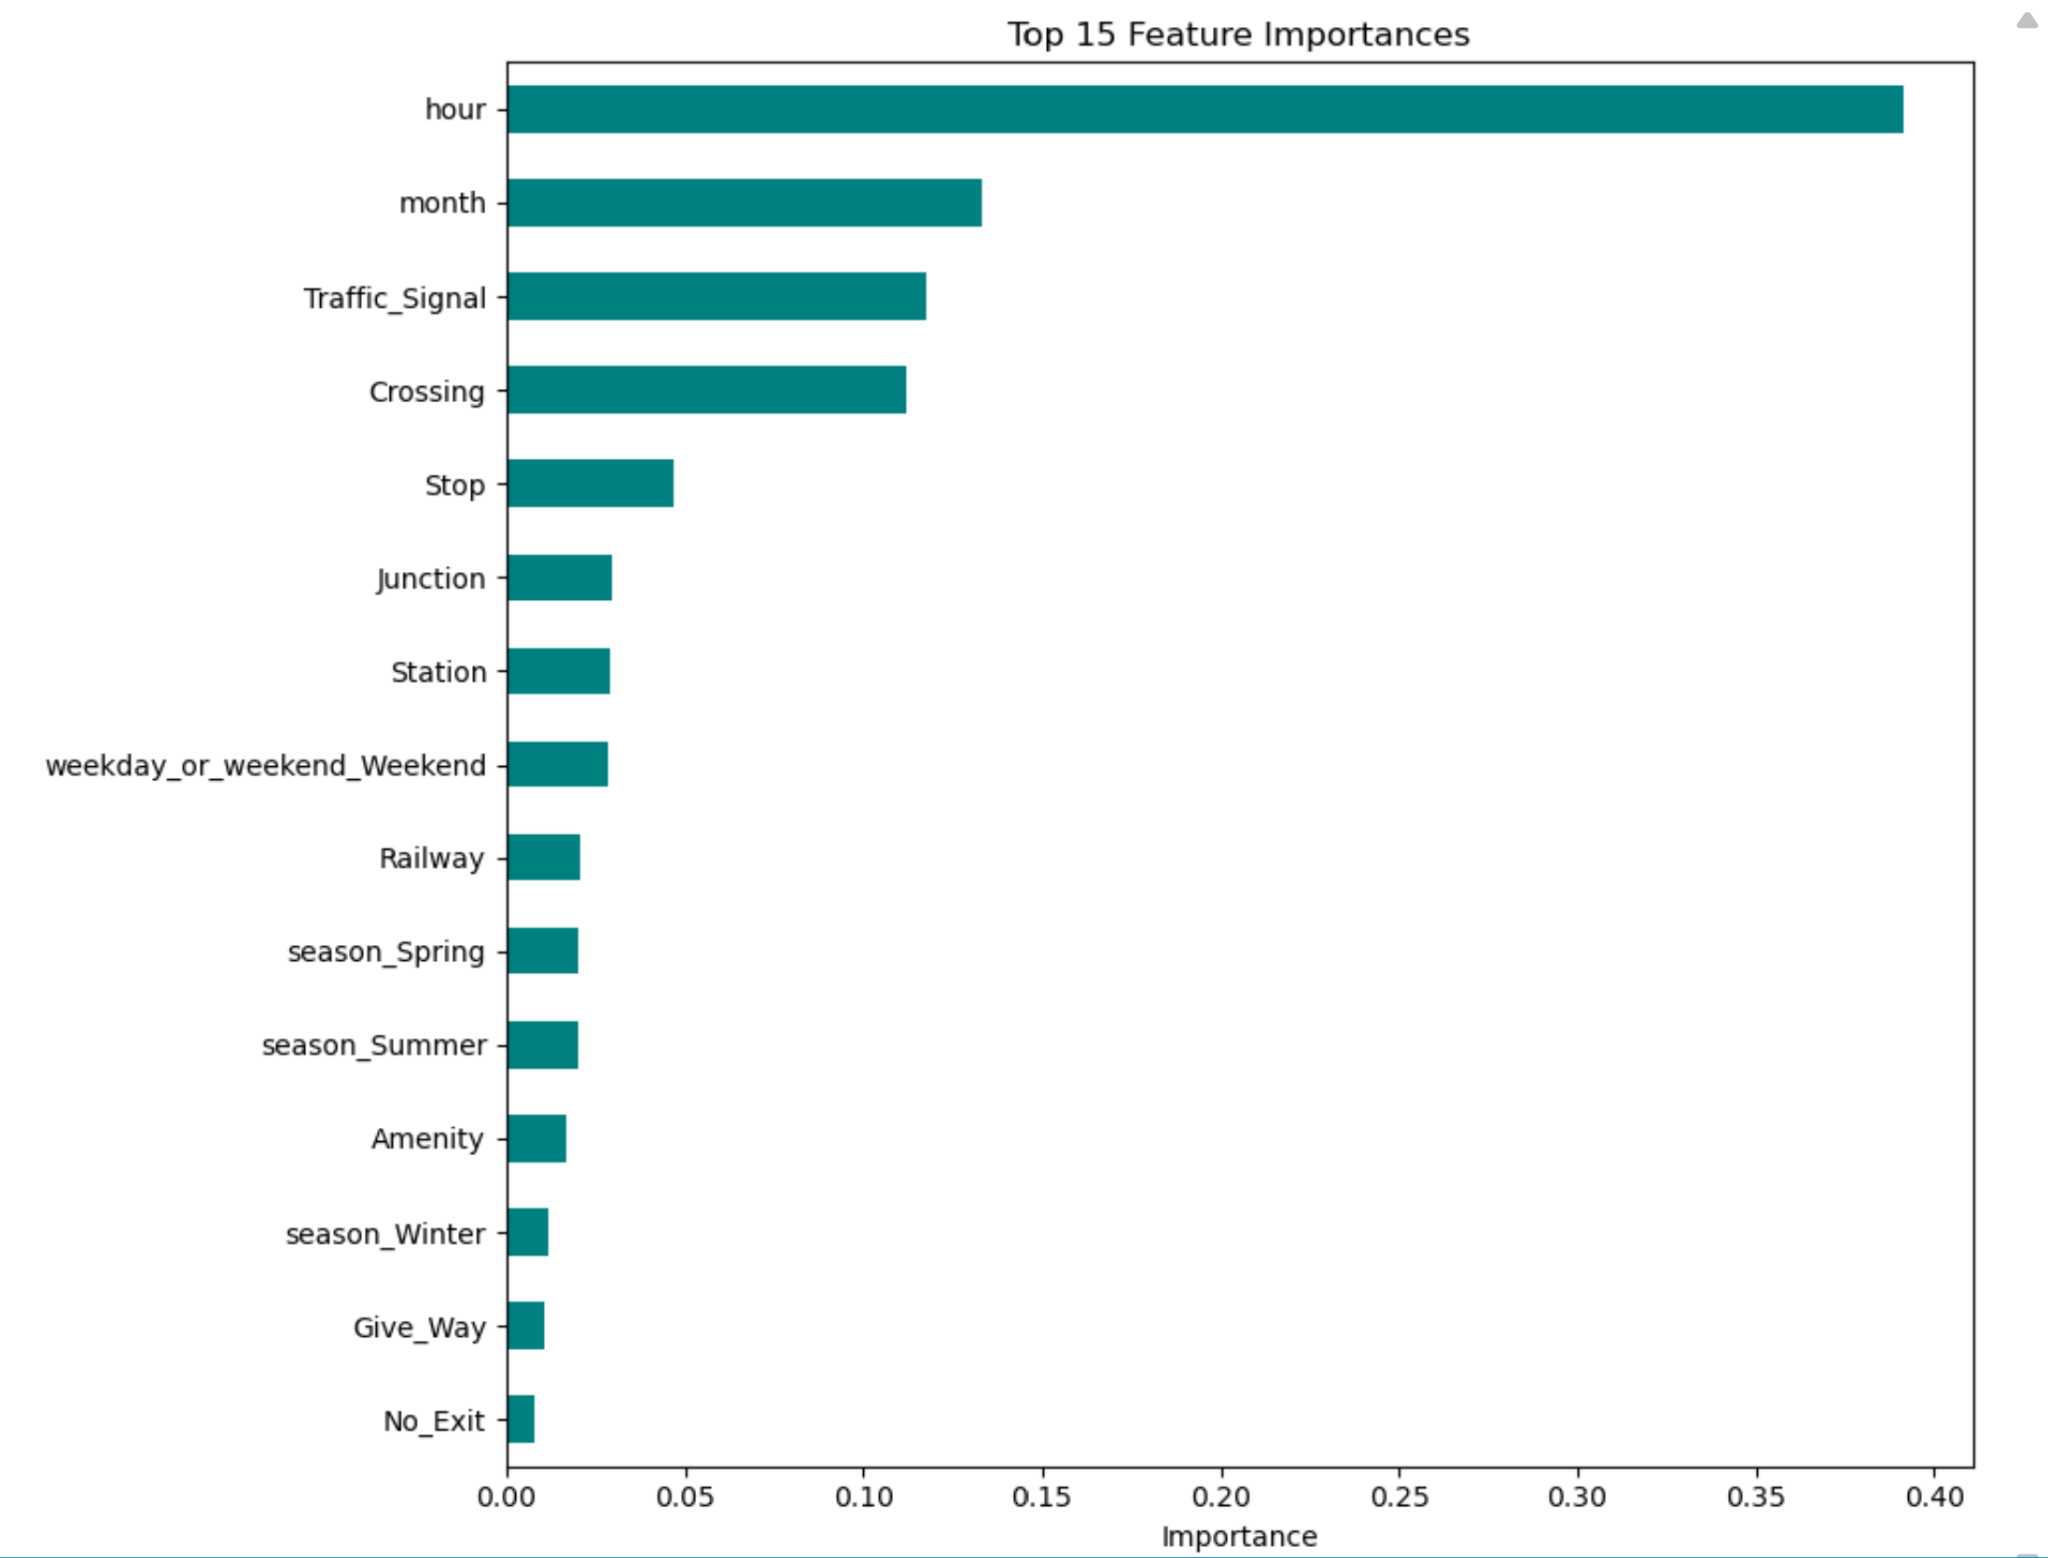 Top 15 Feature Importances
hour
month
Traffic_Signal
Crossing
Stop
Junction
Station
weekday_or_weekend_Weekend
Railway
season_Spring
season_Summer
Amenity
season_Winter
Give_Way
No_Exit
0.00 0.05 0.10 0.15 0.20 0.25 0.30 0.35 0.40
Importance